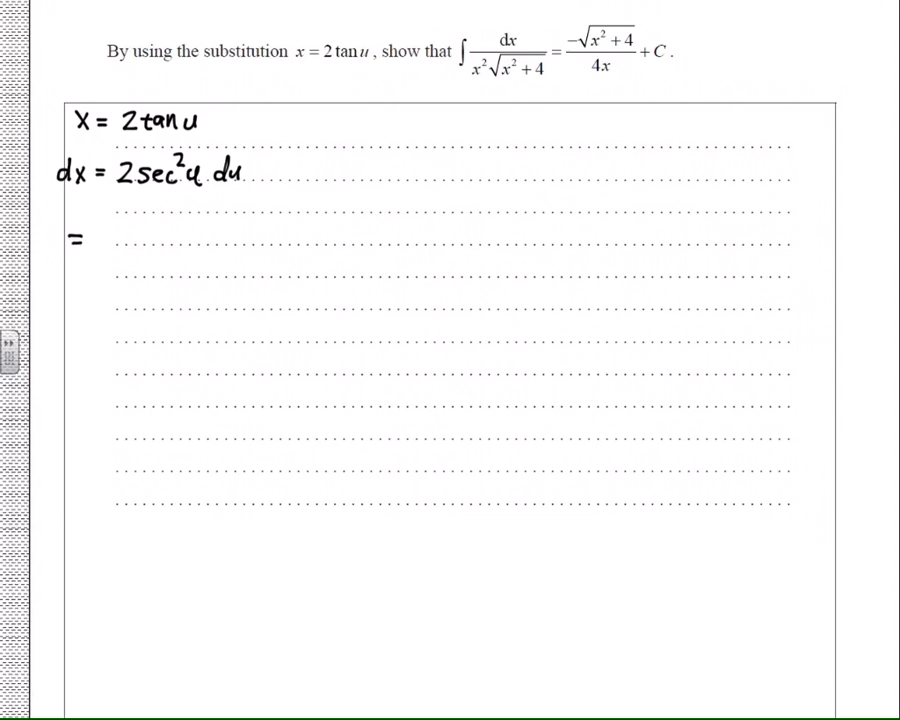 By using the substitution x = 2 tan u , show that ∫ dx / (x²√(x² + 4)) = −√(x² + 4) / 4x + C .
x = 2tan u
dx = 2sec²u du
=